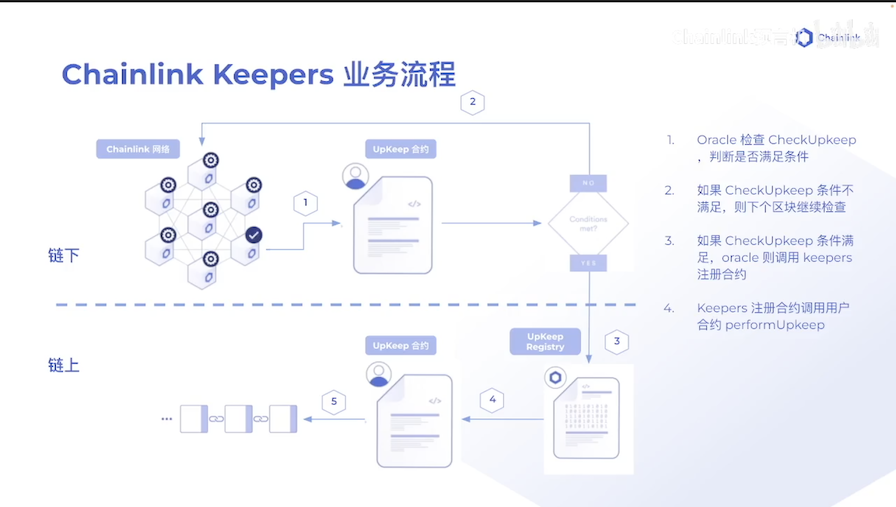 Chainlink
Chainlink Keepers 业务流程
2
Chainlink 网络
UpKeep 合约
1
</>
NO
Conditions
met?
YES
链下
1. Oracle 检查 CheckUpkeep
，判断是否满足条件
2. 如果 CheckUpkeep 条件不
满足，则下个区块继续检查
3. 如果 CheckUpkeep 条件满
足，oracle 则调用 keepers
注册合约
4. Keepers 注册合约调用用户
合约 performUpkeep
链上
UpKeep 合约
UpKeep
Registry
3
5
4
</>
</>
...